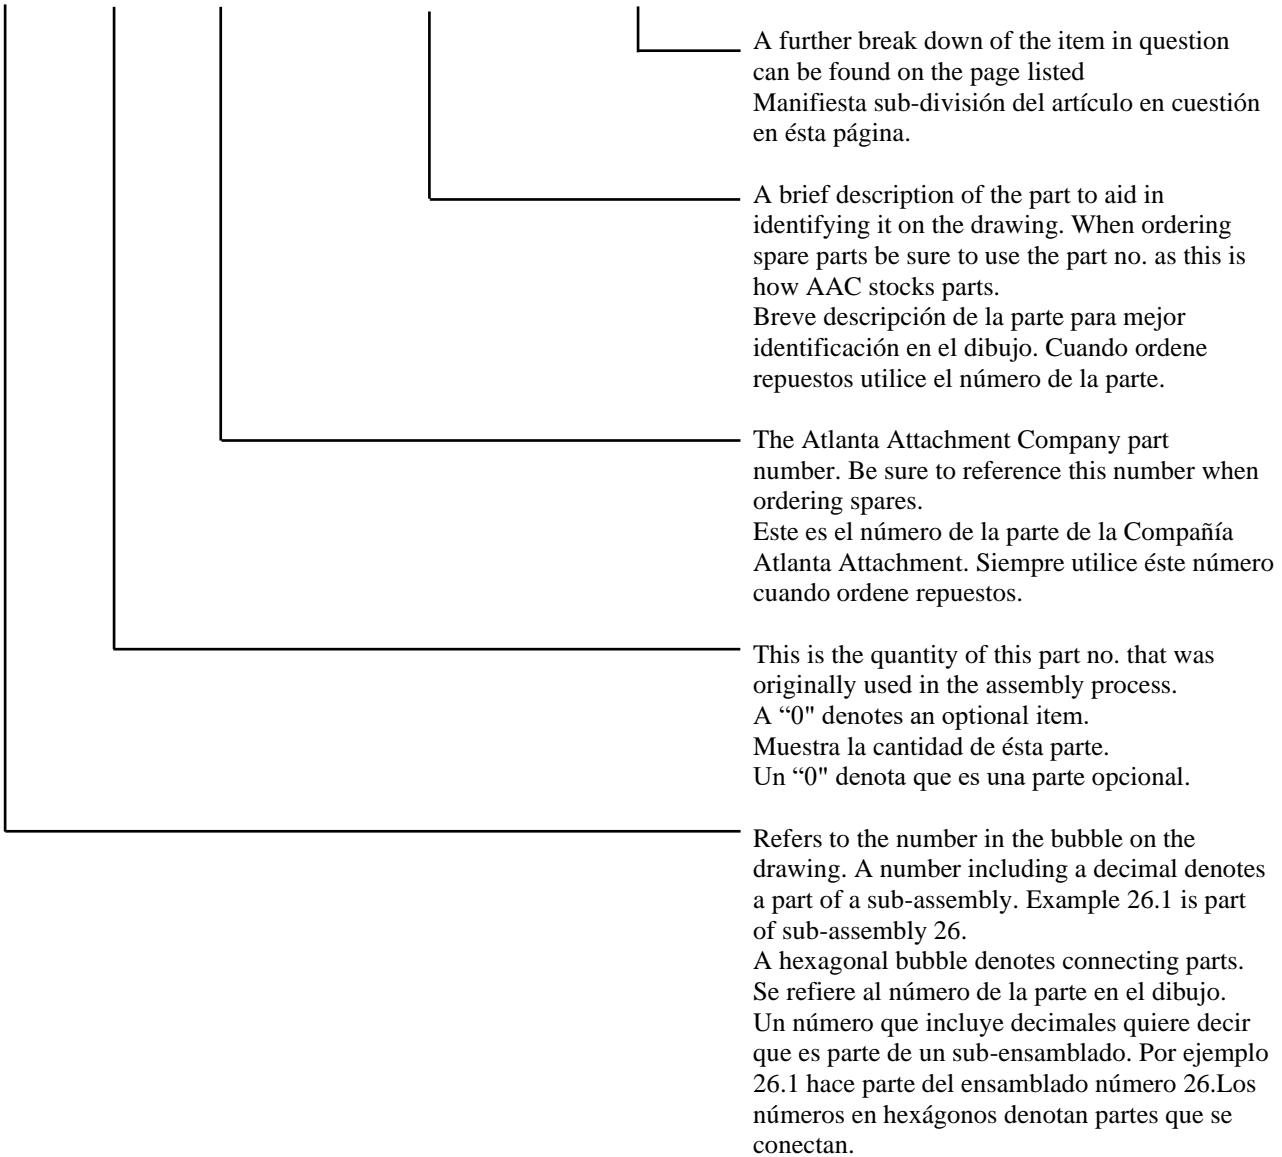 A further break down of the item in question
can be found on the page listed
Manifiesta sub-división del artículo en cuestión
en ésta página.
A brief description of the part to aid in
identifying it on the drawing. When ordering
spare parts be sure to use the part no. as this is
how AAC stocks parts.
Breve descripción de la parte para mejor
identificación en el dibujo. Cuando ordene
repuestos utilice el número de la parte.
The Atlanta Attachment Company part
number. Be sure to reference this number when
ordering spares.
Este es el número de la parte de la Compañía
Atlanta Attachment. Siempre utilice éste número
cuando ordene repuestos.
This is the quantity of this part no. that was
originally used in the assembly process.
A “0" denotes an optional item.
Muestra la cantidad de ésta parte.
Un “0" denota que es una parte opcional.
Refers to the number in the bubble on the
drawing. A number including a decimal denotes
a part of a sub-assembly. Example 26.1 is part
of sub-assembly 26.
A hexagonal bubble denotes connecting parts.
Se refiere al número de la parte en el dibujo.
Un número que incluye decimales quiere decir
que es parte de un sub-ensamblado. Por ejemplo
26.1 hace parte del ensamblado número 26.Los
números en hexágonos denotan partes que se
conectan.